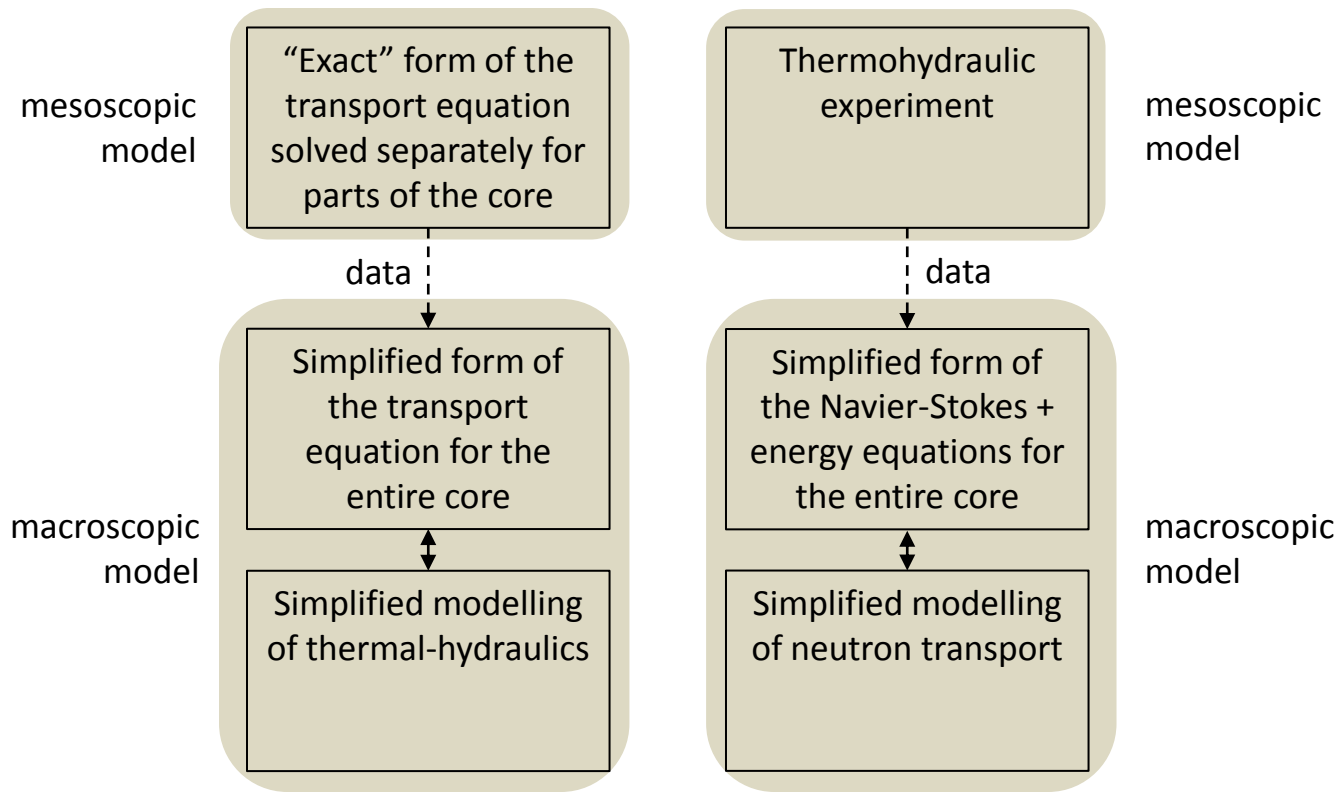 mesoscopic
model
“Exact” form of the
transport equation
solved separately for
parts of the core
data
macroscopic
model
Simplified form of
the transport
equation for the
entire core
Simplified modelling
of thermal-hydraulics
Thermohydraulic
experiment
mesoscopic
model
data
Simplified form of
the Navier-Stokes +
energy equations for
the entire core
Simplified modelling
of neutron transport
macroscopic
model